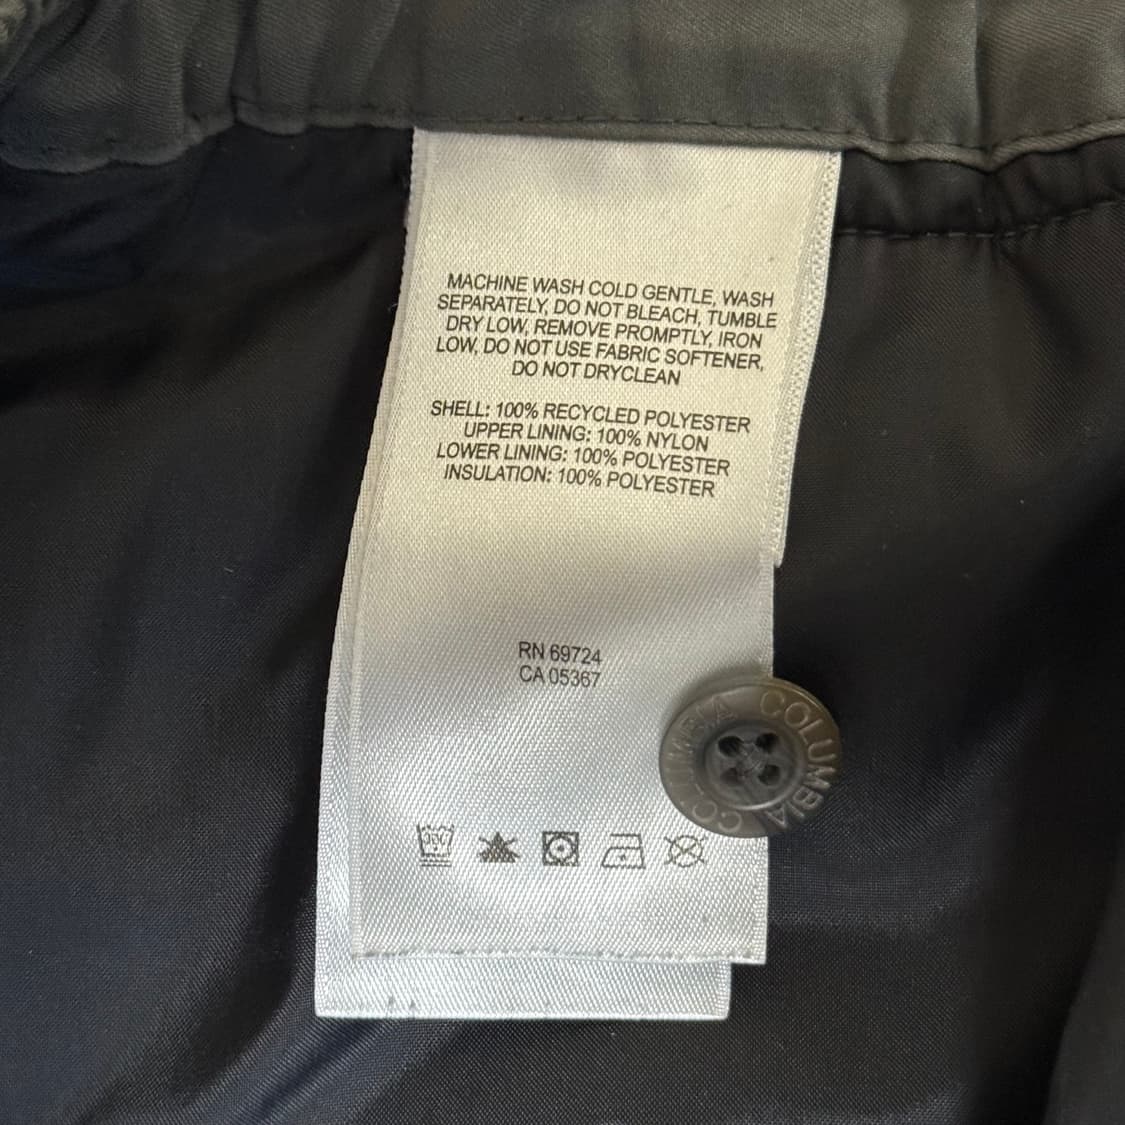 MACHINE WASH COLD GENTLE, WASH
SEPARATELY, DO NOT BLEACH, TUMBLE
DRY LOW, REMOVE PROMPTLY, IRON
LOW, DO NOT USE FABRIC SOFTENER,
DO NOT DRYCLEAN
SHELL: 100% RECYCLED POLYESTER
UPPER LINING: 100% NYLON
LOWER LINING: 100% POLYESTER
INSULATION: 100% POLYESTER
RN 69724
CA 05367
COLUMBIA
COLUMBIA
30C